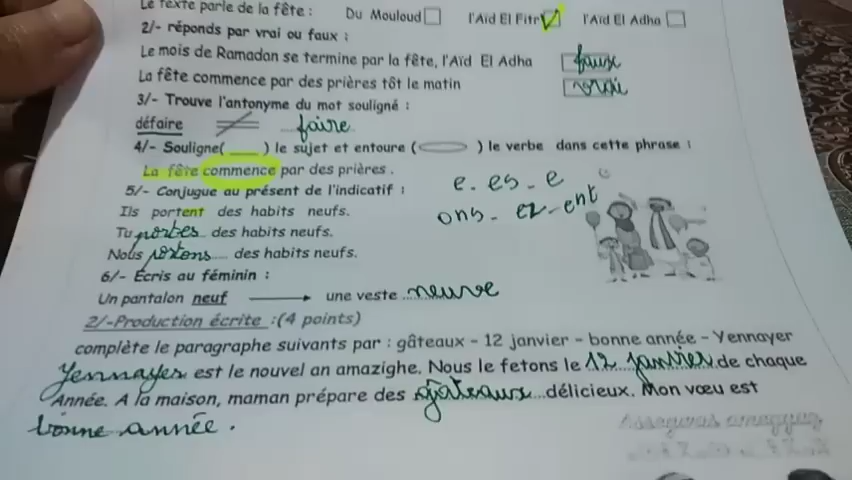 Le texte parle de la fête : Du Mouloud l'Aïd El Fitr l'Aïd El Adha
2/- réponds par vrai ou faux :
Le mois de Ramadan se termine par la fête, l'Aïd El Adha faux
La fête commence par des prières tôt le matin vrai
3/- Trouve l'antonyme du mot souligné :
défaire faire
4/- Souligne( ___ ) le sujet et entoure ( ) le verbe dans cette phrase :
La fête commence par des prières .
5/- Conjugue au présent de l'indicatif : e - es - e
Ils portent des habits neufs. ons - ez - ent
Tu portes des habits neufs.
Nous portons des habits neufs.
6/- Écris au féminin :
Un pantalon neuf une veste neuve
2/-Production écrite :(4 points)
complète le paragraphe suivants par : gâteaux - 12 janvier - bonne année - Yennayer
Yennayer est le nouvel an amazighe. Nous le fetons le 12 janvier de chaque
Année. A la maison, maman prépare des gâteaux délicieux. Mon vœu est
bonne année .